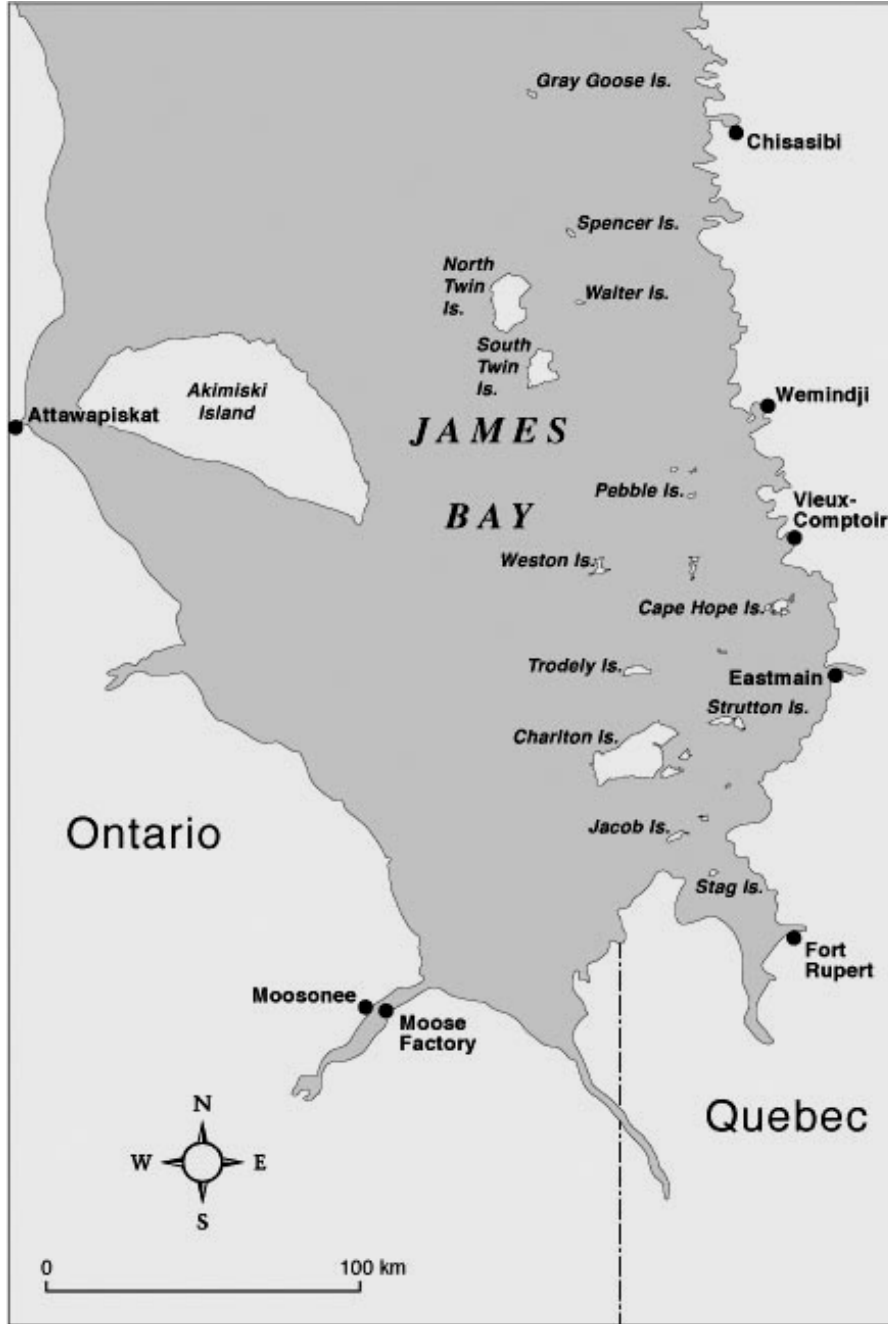 Gray Goose Is.
Chisasibi
Spencer Is.
North
Twin
Is.
Walter Is.
South
Twin
Is.
Akimiski
Island
Attawapiskat
Wemindji
JAMES
BAY
Pebble Is.
Vieux-
Comptoir
Weston Is.
Cape Hope Is.
Trodely Is.
Eastmain
Strutton Is.
Charlton Is.
Ontario
Jacob Is.
Stag Is.
Fort
Rupert
Moosonee
Moose
Factory
Quebec
N
W E
S
0 100 km